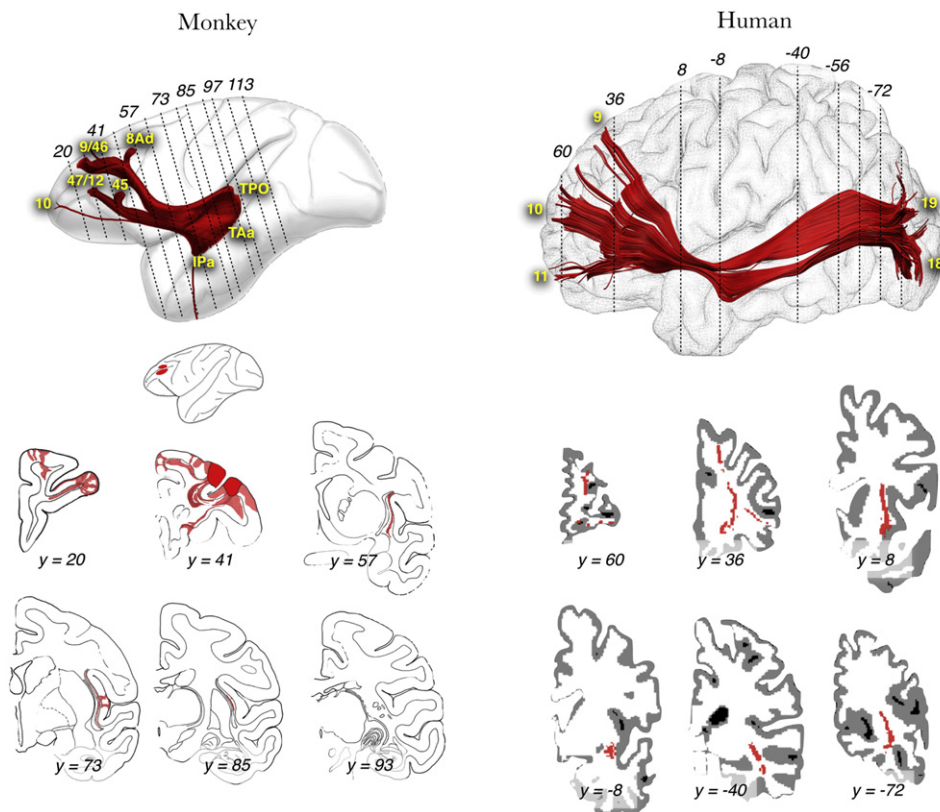 Monkey
Human
20
41
57
73
85
97
113
9/46
8Ad
47/12
45
10
TPO
TAa
IPa
60
36
8
-8
-40
-56
-72
9
10
11
19
18
y = 20
y = 41
y = 57
y = 60
y = 36
y = 8
y = 73
y = 85
y = 93
y = -8
y = -40
y = -72